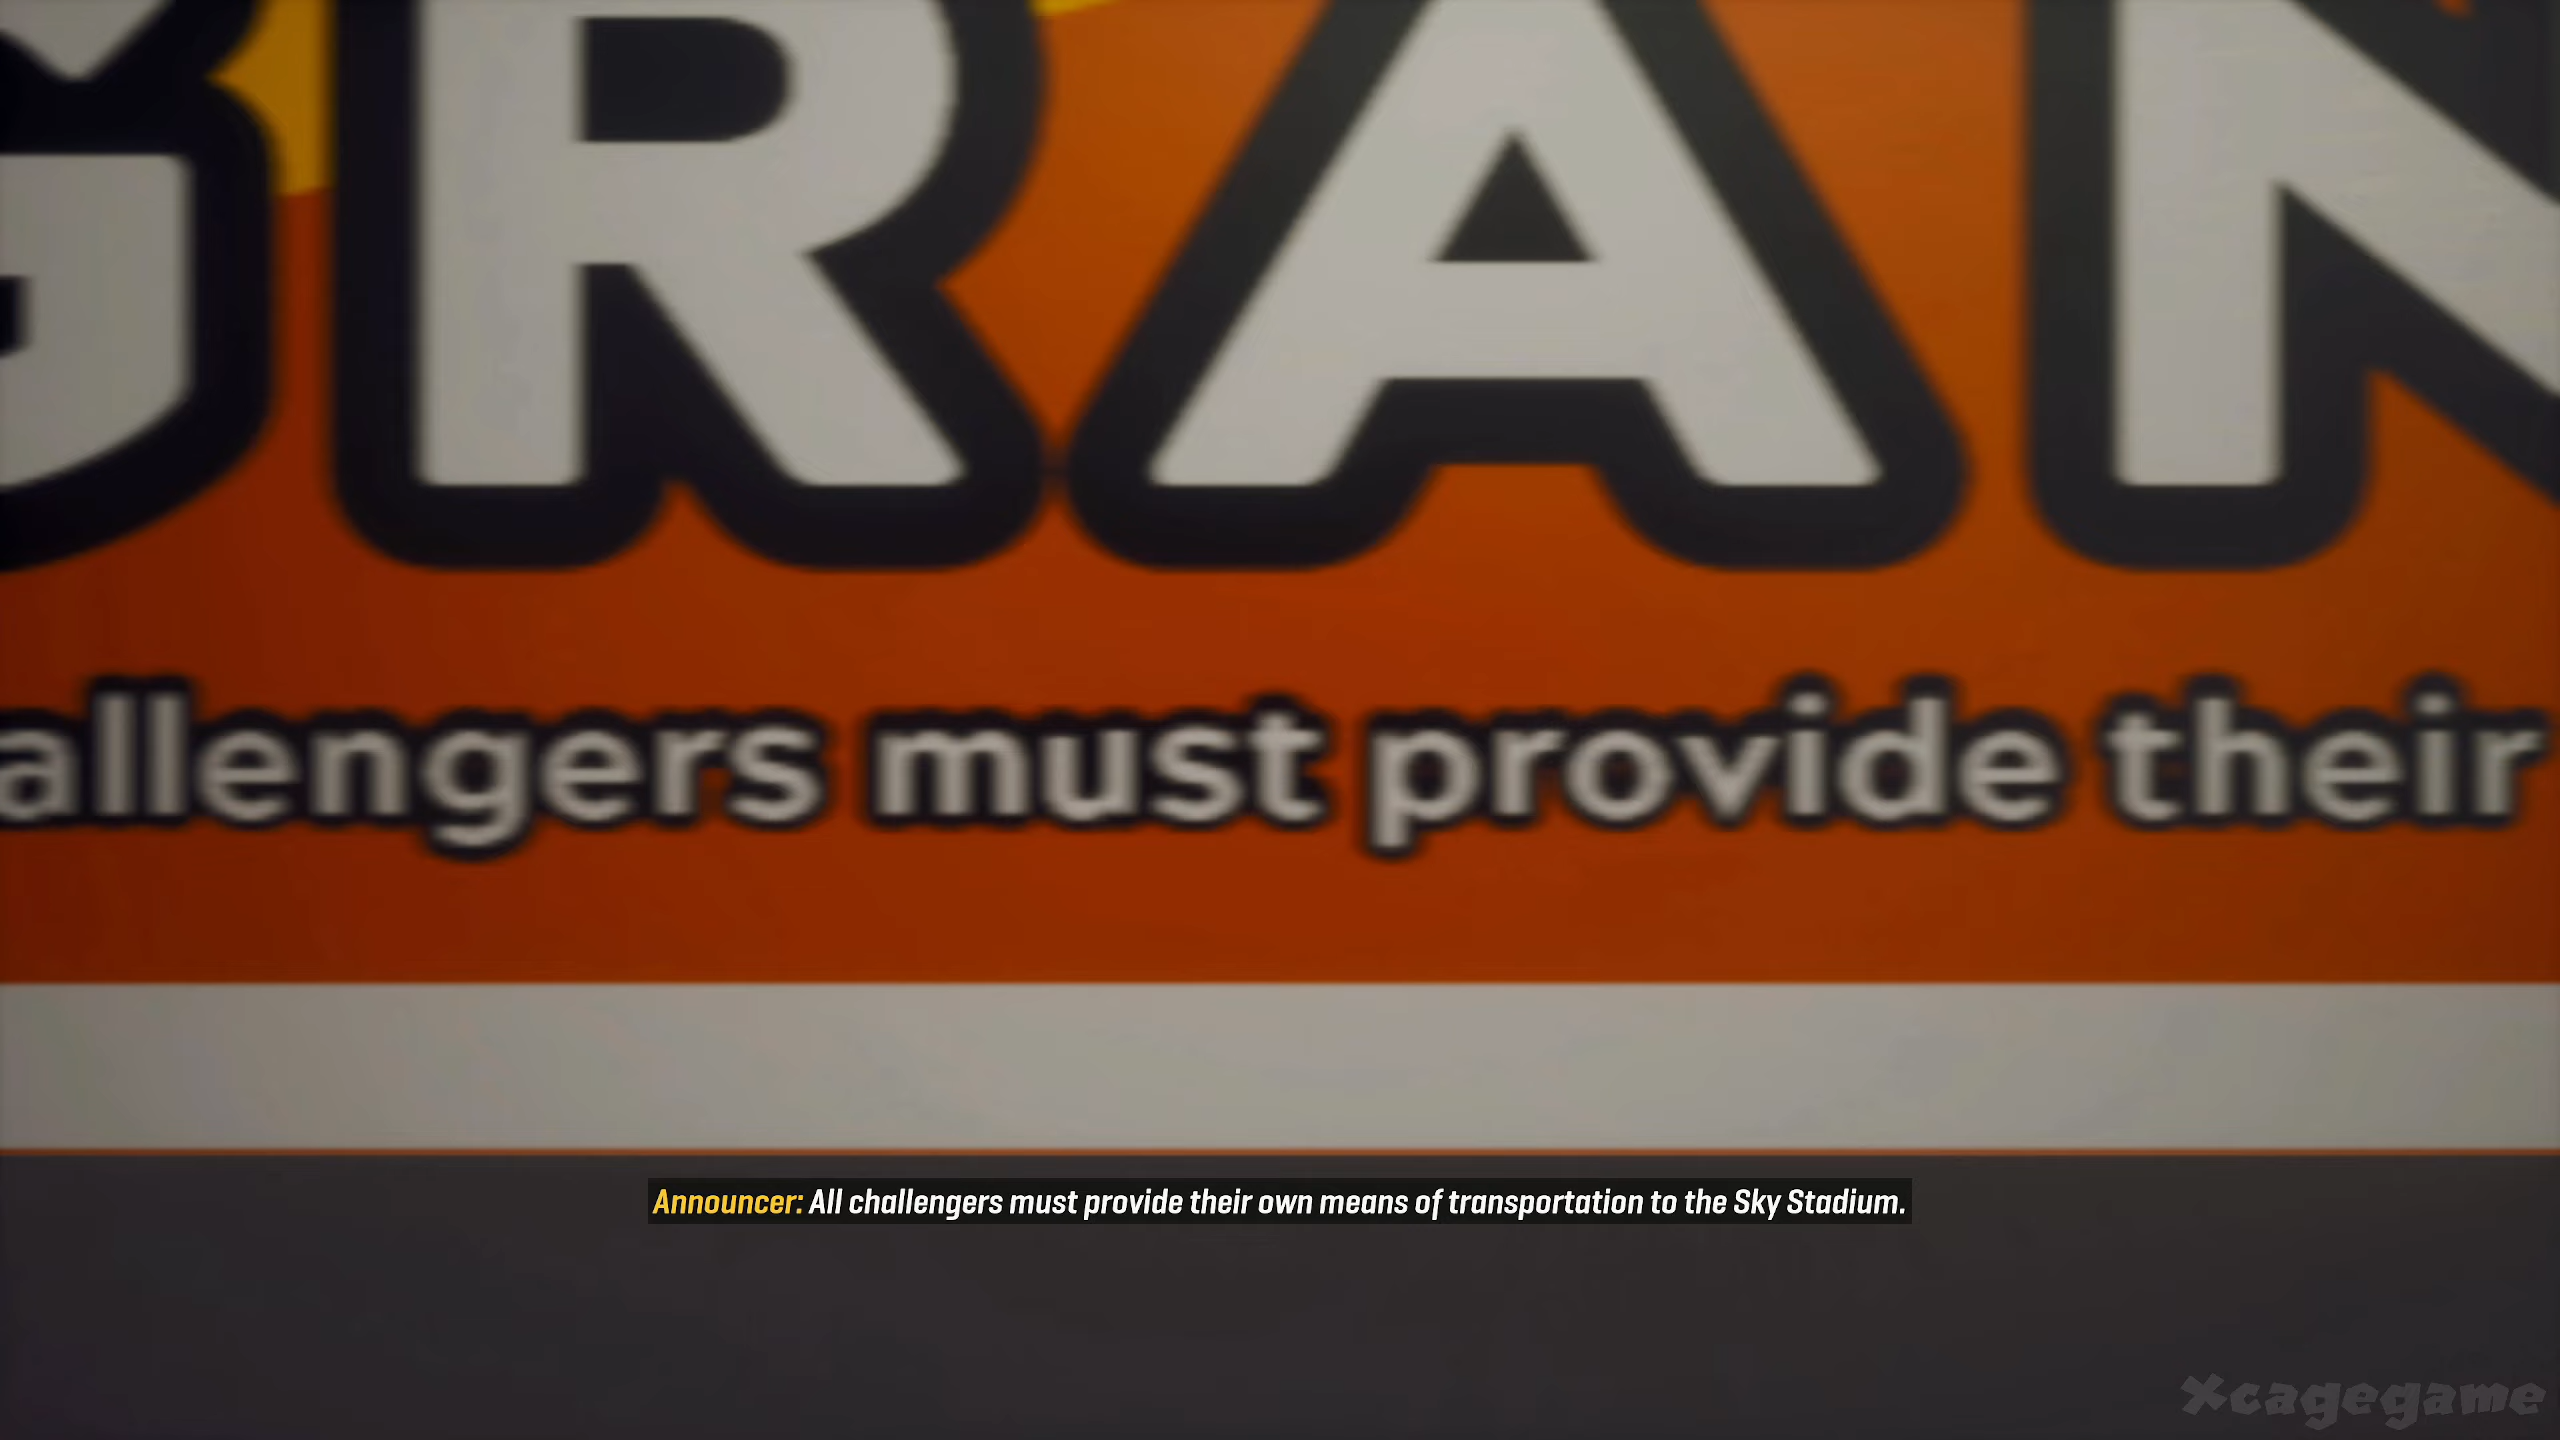 GRAN
allengers must provide their
Announcer: All challengers must provide their own means of transportation to the Sky Stadium.
Xcagegame